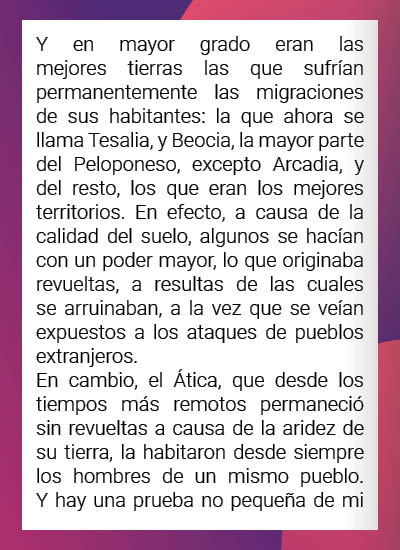 Y en mayor grado eran las
mejores tierras las que sufrían
permanentemente las migraciones
de sus habitantes: la que ahora se
llama Tesalia, y Beocia, la mayor parte
del Peloponeso, excepto Arcadia, y
del resto, los que eran los mejores
territorios. En efecto, a causa de la
calidad del suelo, algunos se hacían
con un poder mayor, lo que originaba
revueltas, a resultas de las cuales
se arruinaban, a la vez que se veían
expuestos a los ataques de pueblos
extranjeros.
En cambio, el Ática, que desde los
tiempos más remotos permaneció
sin revueltas a causa de la aridez de
su tierra, la habitaron desde siempre
los hombres de un mismo pueblo.
Y hay una prueba no pequeña de mi